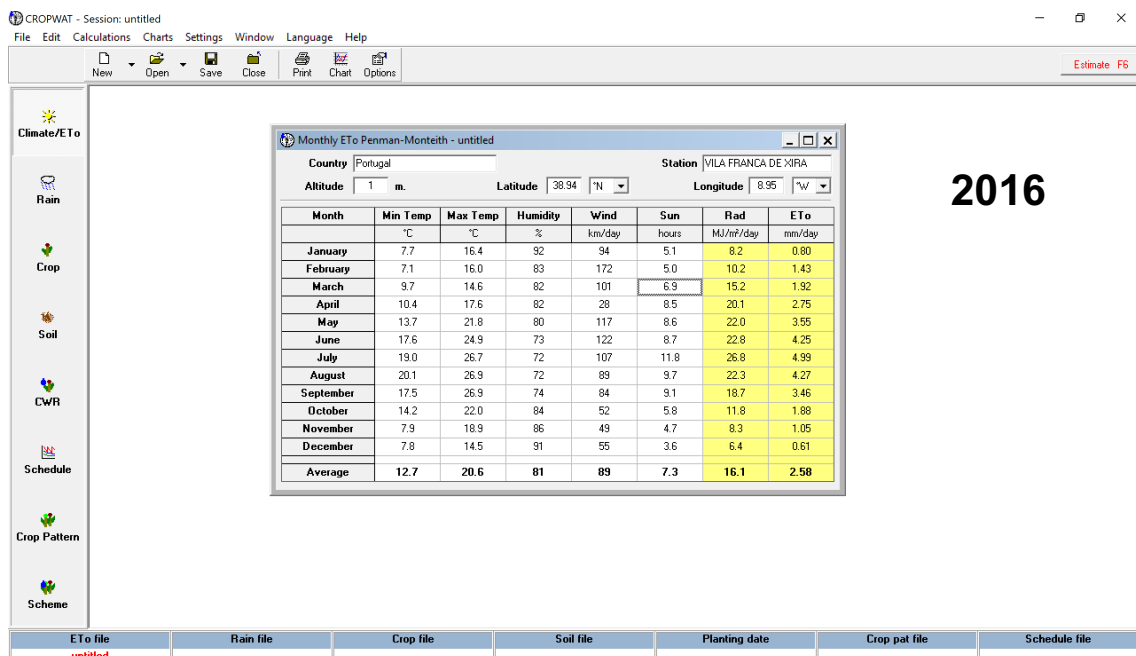 CROPWAT - Session: untitled
File Edit Calculations Charts Settings Window Language Help
New Open Save Close Print Chart Options Estimate F6
Climate/ETo
Rain
Crop
Soil
CWR
Schedule
Crop Pattern
Scheme
Monthly ETo Penman-Monteith - untitled
Country Portugal Station VILA FRANCA DE XIRA
Altitude 1 m. Latitude 38.94 °N Longitude 8.95 °W
2016
Month Min Temp Max Temp Humidity Wind Sun Rad ETo
°C °C % km/day hours MJ/m²/day mm/day
January 7.7 16.4 92 94 5.1 8.2 0.80
February 7.1 16.0 83 172 5.0 10.2 1.43
March 9.7 14.6 82 101 6.9 15.2 1.92
April 10.4 17.6 82 28 8.5 20.1 2.75
May 13.7 21.8 80 117 8.6 22.0 3.55
June 17.6 24.9 73 122 8.7 22.8 4.25
July 19.0 26.7 72 107 11.8 26.8 4.99
August 20.1 26.9 72 89 9.7 22.3 4.27
September 17.5 26.9 74 84 9.1 18.7 3.46
October 14.2 22.0 84 52 5.8 11.8 1.88
November 7.9 18.9 86 49 4.7 8.3 1.05
December 7.8 14.5 91 55 3.6 6.4 0.61
Average 12.7 20.6 81 89 7.3 16.1 2.58
ETo file Rain file Crop file Soil file Planting date Crop pat file Schedule file
untitled